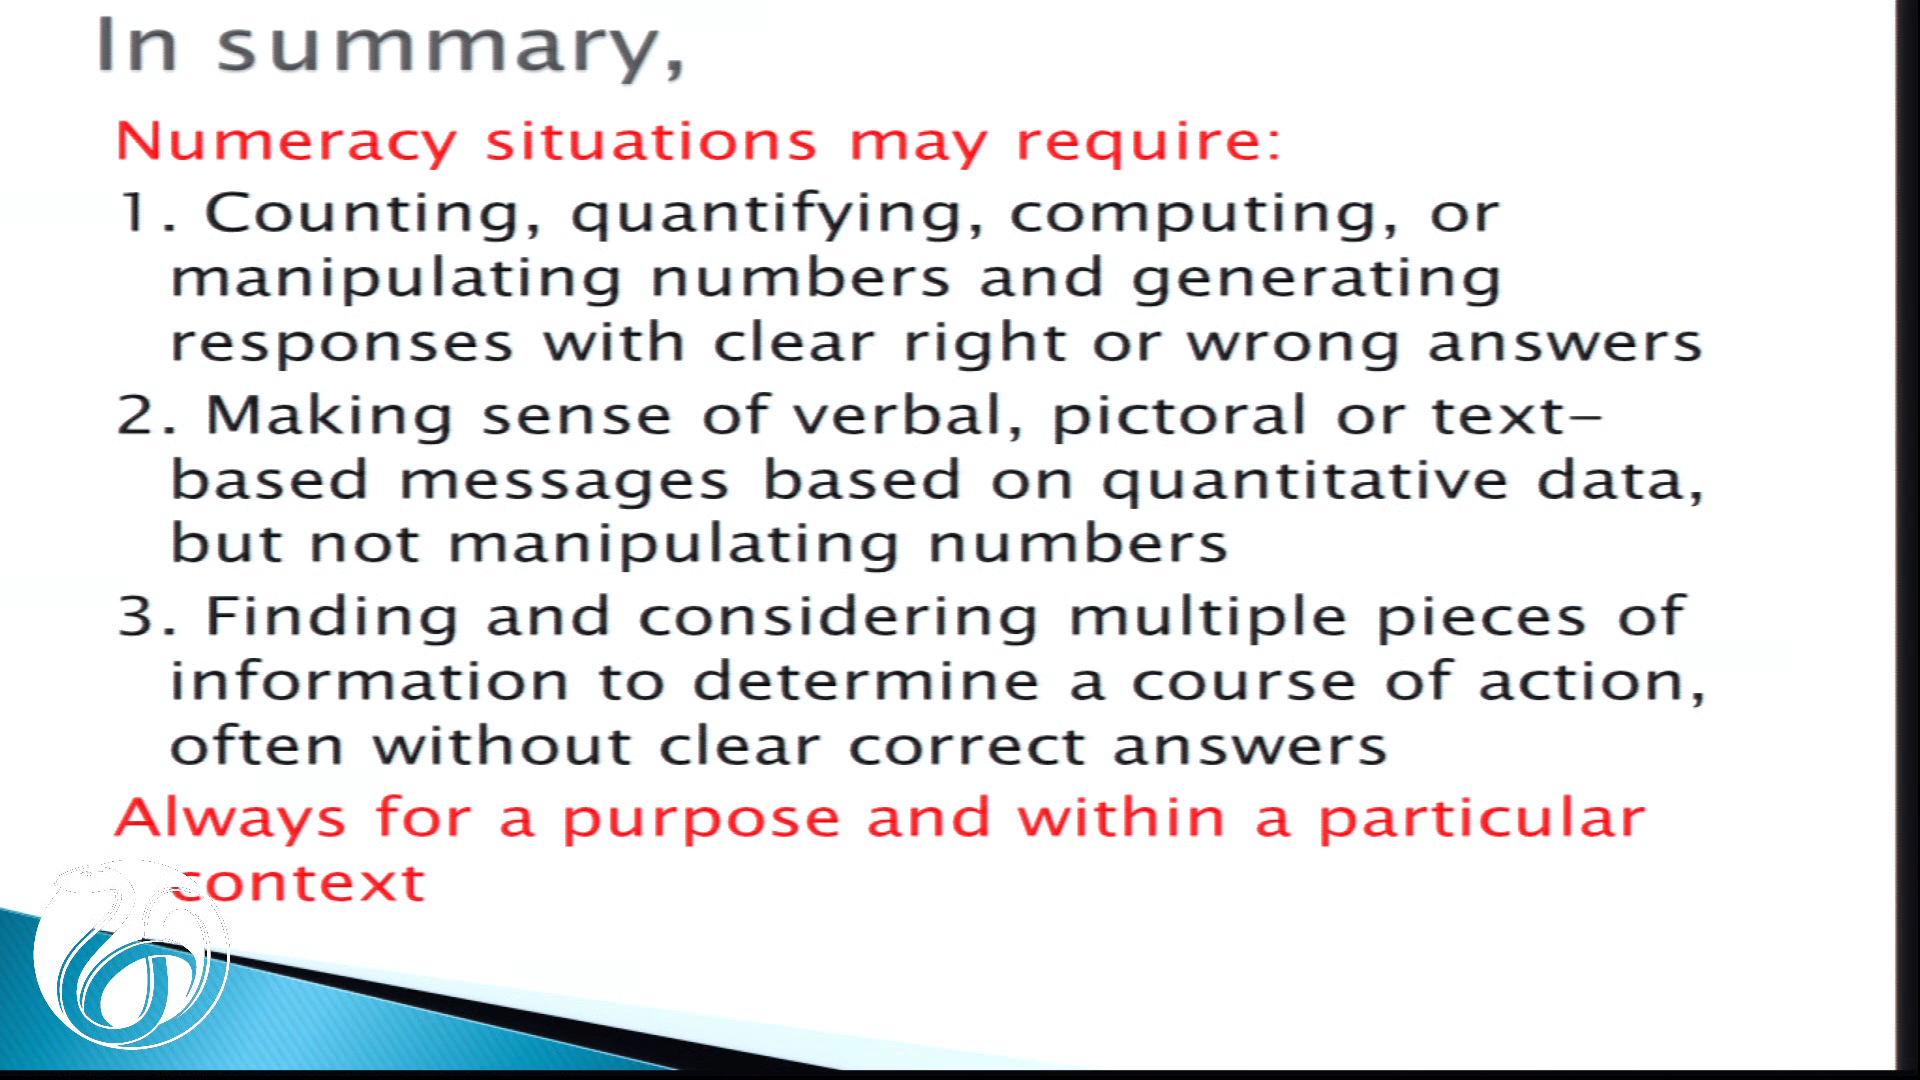 In summary,
Numeracy situations may require:
1. Counting, quantifying, computing, or
manipulating numbers and generating
responses with clear right or wrong answers
2. Making sense of verbal, pictoral or text-
based messages based on quantitative data,
but not manipulating numbers
3. Finding and considering multiple pieces of
information to determine a course of action,
often without clear correct answers
Always for a purpose and within a particular
context